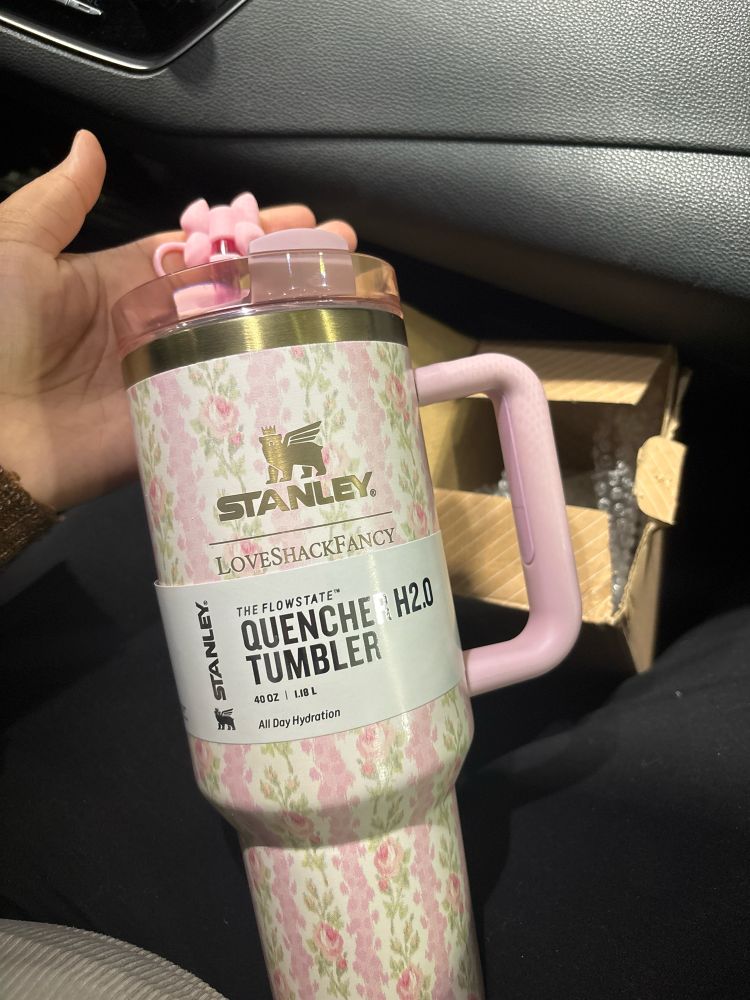 STANLEY®
LOVESHACKFANCY
THE FLOWSTATE™
QUENCHER H2.0
TUMBLER
40 OZ | 1.18 L
All Day Hydration
STANLEY